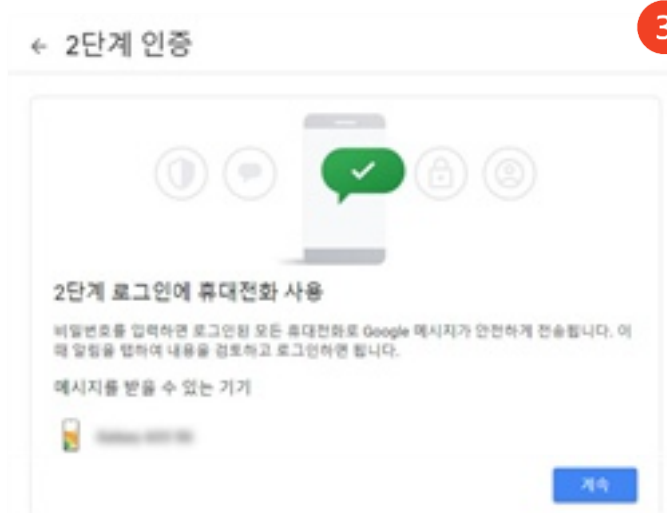 ← 2단계 인증
3
2단계 로그인에 휴대전화 사용
비밀번호를 입력하면 로그인된 모든 휴대전화로 Google 메시지가 안전하게 전송됩니다. 이
때 알림을 탭하여 내용을 검토하고 로그인하면 됩니다.
메시지를 받을 수 있는 기기
계속